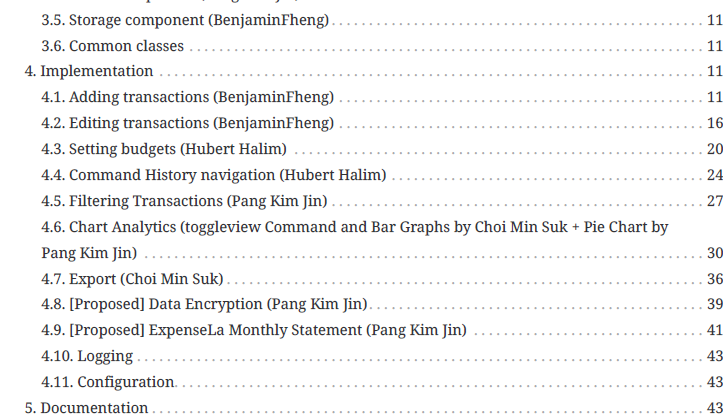 3.5. Storage component (BenjaminFheng) . . . . . . . . . . . . . . . . . . . . . . . . . . . . . . . . . . . . . . . . 11
3.6. Common classes . . . . . . . . . . . . . . . . . . . . . . . . . . . . . . . . . . . . . . . . 11
4. Implementation . . . . . . . . . . . . . . . . . . . . . . . . . . . . . . . . . . . . . . . . 11
4.1. Adding transactions (BenjaminFheng) . . . . . . . . . . . . . . . . . . . . . . . . . . . . . . . . . . . . . . . . 11
4.2. Editing transactions (BenjaminFheng) . . . . . . . . . . . . . . . . . . . . . . . . . . . . . . . . . . . . . . . . 16
4.3. Setting budgets (Hubert Halim) . . . . . . . . . . . . . . . . . . . . . . . . . . . . . . . . . . . . . . . . 20
4.4. Command History navigation (Hubert Halim) . . . . . . . . . . . . . . . . . . . . . . . . . . . . . . . . . . . . . . . . 24
4.5. Filtering Transactions (Pang Kim Jin) . . . . . . . . . . . . . . . . . . . . . . . . . . . . . . . . . . . . . . . . 27
4.6. Chart Analytics (toggleview Command and Bar Graphs by Choi Min Suk + Pie Chart by
Pang Kim Jin) . . . . . . . . . . . . . . . . . . . . . . . . . . . . . . . . . . . . . . . . 30
4.7. Export (Choi Min Suk) . . . . . . . . . . . . . . . . . . . . . . . . . . . . . . . . . . . . . . . . 36
4.8. [Proposed] Data Encryption (Pang Kim Jin) . . . . . . . . . . . . . . . . . . . . . . . . . . . . . . . . . . . . . . . . 39
4.9. [Proposed] ExpenseLa Monthly Statement (Pang Kim Jin) . . . . . . . . . . . . . . . . . . . . . . . . . . . . . . 41
4.10. Logging . . . . . . . . . . . . . . . . . . . . . . . . . . . . . . . . . . . . . . . . 43
4.11. Configuration . . . . . . . . . . . . . . . . . . . . . . . . . . . . . . . . . . . . . . . . 43
5. Documentation . . . . . . . . . . . . . . . . . . . . . . . . . . . . . . . . . . . . . . . . 43